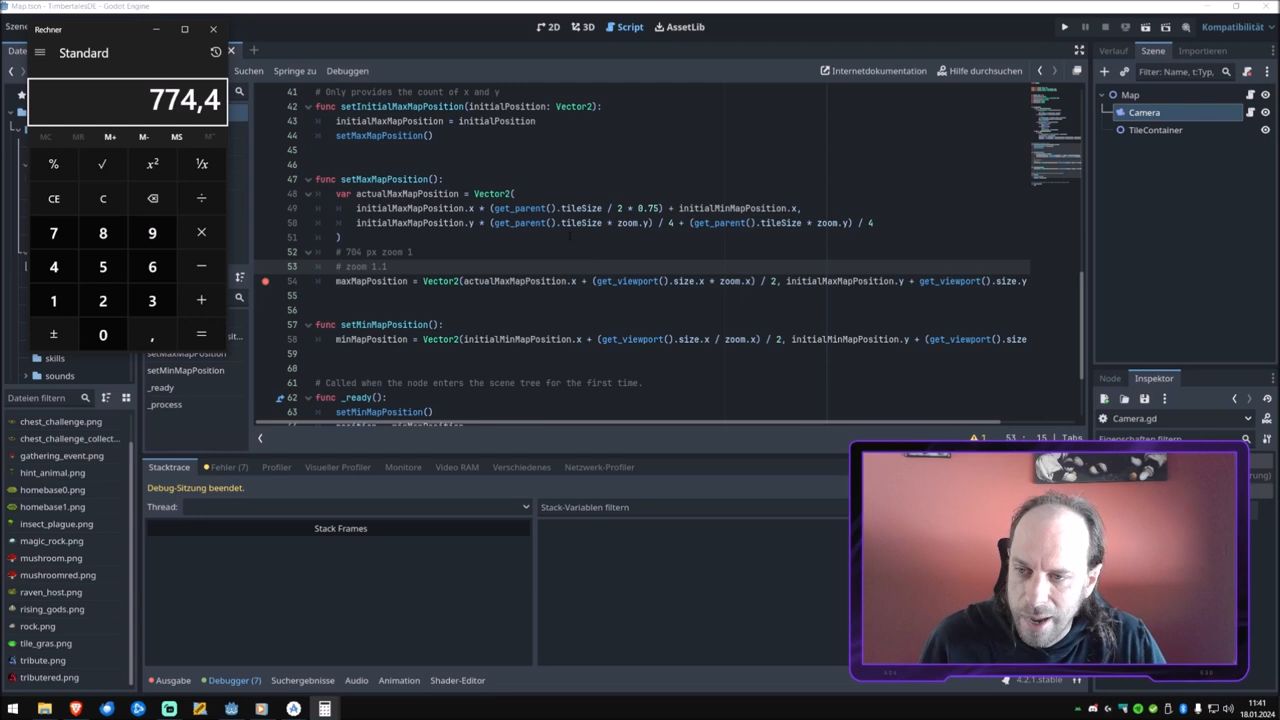 Map.tscn - TimbertalesDE - Godot Engine
Szene
2D
3D
Script
AssetLib
Kompatibilität
Rechner
Standard
774,4
MC
MR
M+
M-
MS
%
√
x²
¹/x
CE
C
÷
7
8
9
×
4
5
6
−
1
2
3
+
±
0
,
=
Suchen
Springe zu
Debuggen
Internetdokumentation
Hilfe durchsuchen
41 # Only provides the count of x and y
42 func setInitialMaxMapPosition(initialPosition: Vector2):
43 initialMaxMapPosition = initialPosition
44 setMaxMapPosition()
45
46
47 func setMaxMapPosition():
48 var actualMaxMapPosition = Vector2(
49 initialMaxMapPosition.x * (get_parent().tileSize / 2 * 0.75) + initialMinMapPosition.x,
50 initialMaxMapPosition.y * (get_parent().tileSize * zoom.y) / 4 + (get_parent().tileSize * zoom.y) / 4
51 )
52 # 704 px zoom 1
53 # zoom 1.1
54 maxMapPosition = Vector2(actualMaxMapPosition.x + (get_viewport().size.x * zoom.x) / 2, initialMaxMapPosition.y + get_viewport().size.y
55
56
57 func setMinMapPosition():
58 minMapPosition = Vector2(initialMinMapPosition.x + (get_viewport().size.x / zoom.x) / 2, initialMinMapPosition.y + (get_viewport().size
59
60
61 # Called when the node enters the scene tree for the first time.
62 func _ready():
63 setMinMapPosition()
1
53 : 15 | Tabs
skills
sounds
Dateien filtern
chest_challenge.png
chest_challenge_collect...
gathering_event.png
hint_animal.png
homebase0.png
homebase1.png
insect_plague.png
magic_rock.png
mushroom.png
mushroomred.png
raven_host.png
rising_gods.png
rock.png
tile_gras.png
tribute.png
tributered.png
setMaxMapPosition
setMinMapPosition
_ready
_process
Stacktrace
Fehler (7)
Profiler
Visueller Profiler
Monitore
Video RAM
Verschiedenes
Netzwerk-Profiler
Debug-Sitzung beendet.
Thread:
Stack-Variablen filtern
Stack Frames
Ausgabe
Debugger (7)
Suchergebnisse
Audio
Animation
Shader-Editor
4.2.1.stable
Verlauf
Szene
Importieren
Filter: Name, t:Typ,
Map
Camera
TileContainer
Node
Inspektor
Camera.gd
11:41
18.01.2024